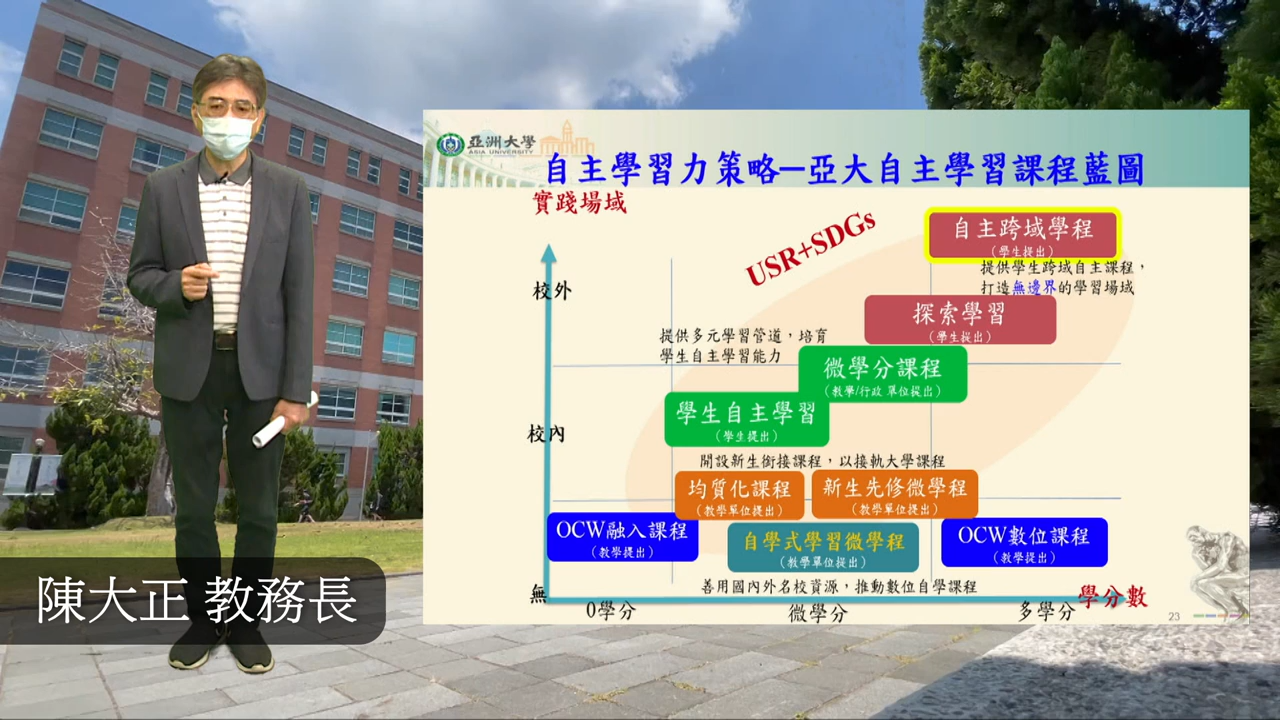 亞洲大學
ASIA UNIVERSITY
自主學習力策略—亞大自主學習課程藍圖
實踐場域
USR+SDGs
自主跨域學程
(學生提出)
提供學生跨域自主課程，
打造無邊界的學習場域
校外
探索學習
(學生提出)
提供多元學習管道，培育
學生自主學習能力
微學分課程
(教學/行政 單位提出)
學生自主學習
(學生提出)
校內
開設新生銜接課程，以接軌大學課程
均質化課程
(教學單位提出)
新生先修微學程
(教學單位提出)
OCW融入課程
(教學提出)
自學式學習微學程
(教學單位提出)
OCW數位課程
(教學提出)
善用國內外名校資源，推動數位自學課程
無
學分數
0學分
微學分
多學分
23
陳大正 教務長